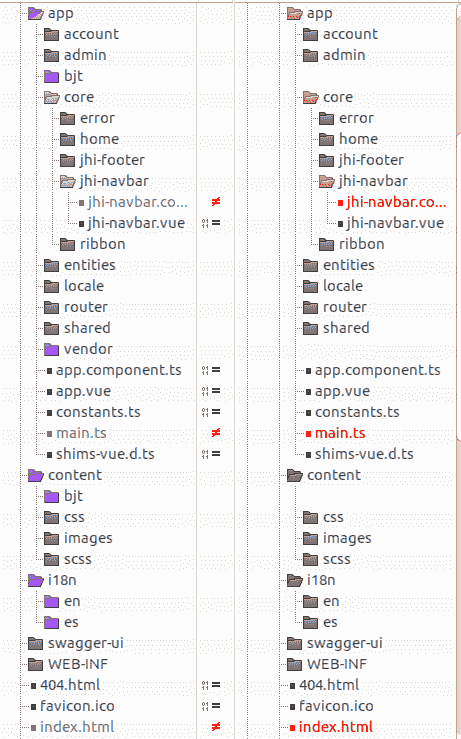 app
account
admin
bjt
core
error
home
jhi-footer
jhi-navbar
jhi-navbar.co... ≠
jhi-navbar.vue =
ribbon
entities
locale
router
shared
vendor
app.component.ts =
app.vue =
constants.ts =
main.ts ≠
shims-vue.d.ts =
content
bjt
css
images
scss
i18n
en
es
swagger-ui
WEB-INF
404.html =
favicon.ico =
index.html ≠
app
account
admin
core
error
home
jhi-footer
jhi-navbar
jhi-navbar.co...
jhi-navbar.vue
ribbon
entities
locale
router
shared
app.component.ts
app.vue
constants.ts
main.ts
shims-vue.d.ts
content
css
images
scss
i18n
en
es
swagger-ui
WEB-INF
404.html
favicon.ico
index.html